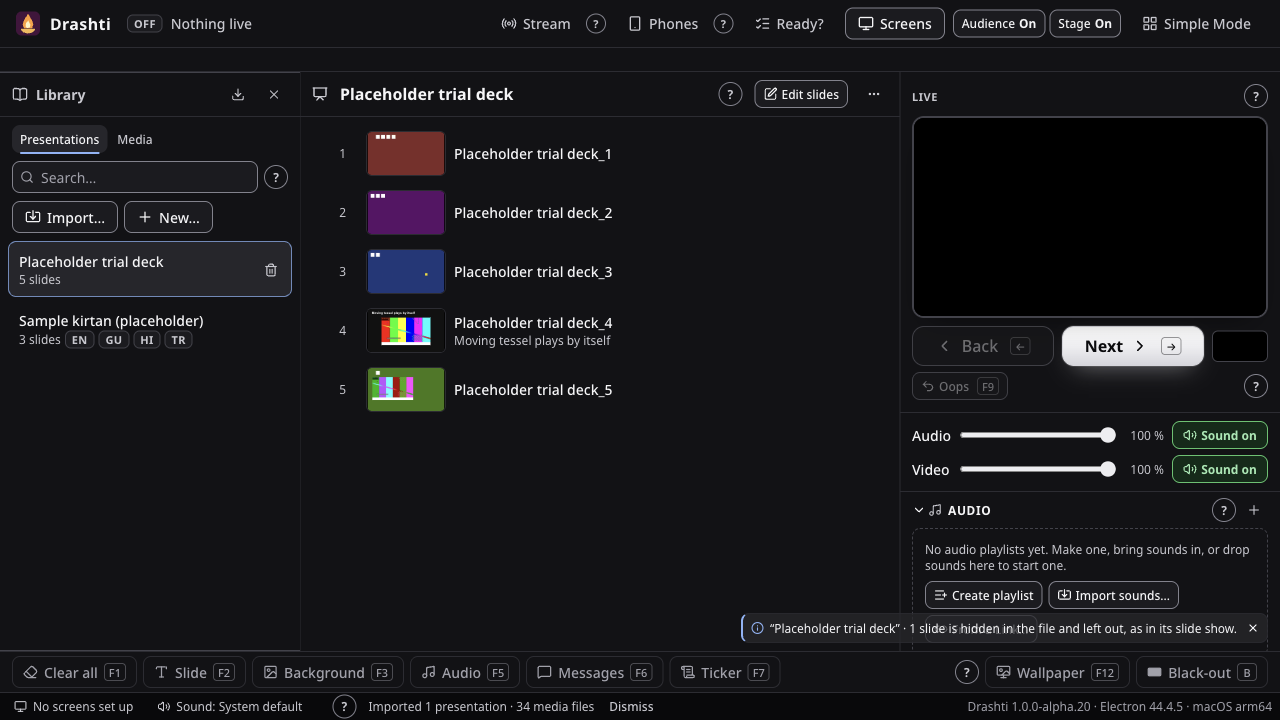 Drashti OFF Nothing live Stream ? Phones ? Ready? Screens Audience On Stage On Simple Mode
Library
Presentations Media
Search... ?
Import... New...
Placeholder trial deck
5 slides
Sample kirtan (placeholder)
3 slides EN GU HI TR
Placeholder trial deck ? Edit slides ...
1 Placeholder trial deck_1
2 Placeholder trial deck_2
3 Placeholder trial deck_3
4 Placeholder trial deck_4
Moving tessel plays by itself
Moving tessel plays by itself
5 Placeholder trial deck_5
LIVE ?
Back ← Next →
Oops F9 ?
Audio 100 % Sound on
Video 100 % Sound on
AUDIO ? +
No audio playlists yet. Make one, bring sounds in, or drop
sounds here to start one.
Create playlist Import sounds...
“Placeholder trial deck” · 1 slide is hidden in the file and left out, as in its slide show.
Clear all F1 Slide F2 Background F3 Audio F5 Messages F6 Ticker F7 ? Wallpaper F12 Black-out B
No screens set up Sound: System default ? Imported 1 presentation · 34 media files Dismiss Drashti 1.0.0-alpha.20 · Electron 44.4.5 · macOS arm64